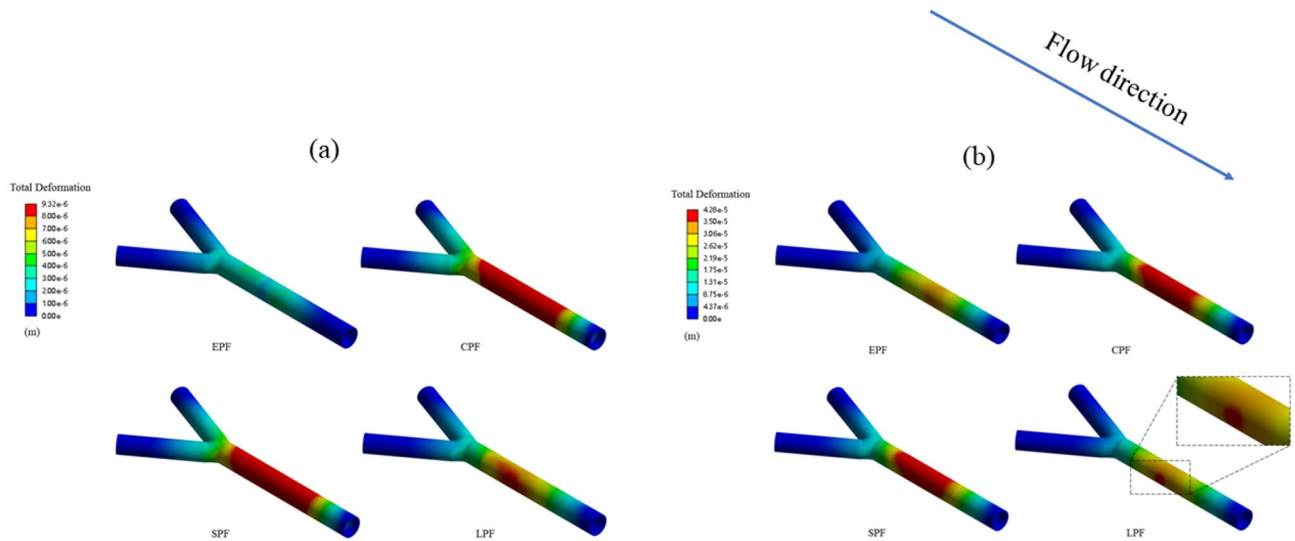 Flow direction
(a)
(b)
Total Deformation
9.32e-6
8.00e-6
7.00e-6
6.00e-6
5.00e-6
4.00e-6
3.00e-6
2.00e-6
1.00e-6
0.00e
(m)
EPF
CPF
SPF
LPF
Total Deformation
4.28e-5
3.50e-5
3.06e-5
2.62e-5
2.19e-5
1.75e-5
1.31e-5
8.75e-6
4.37e-6
0.00e
(m)
EPF
CPF
SPF
LPF